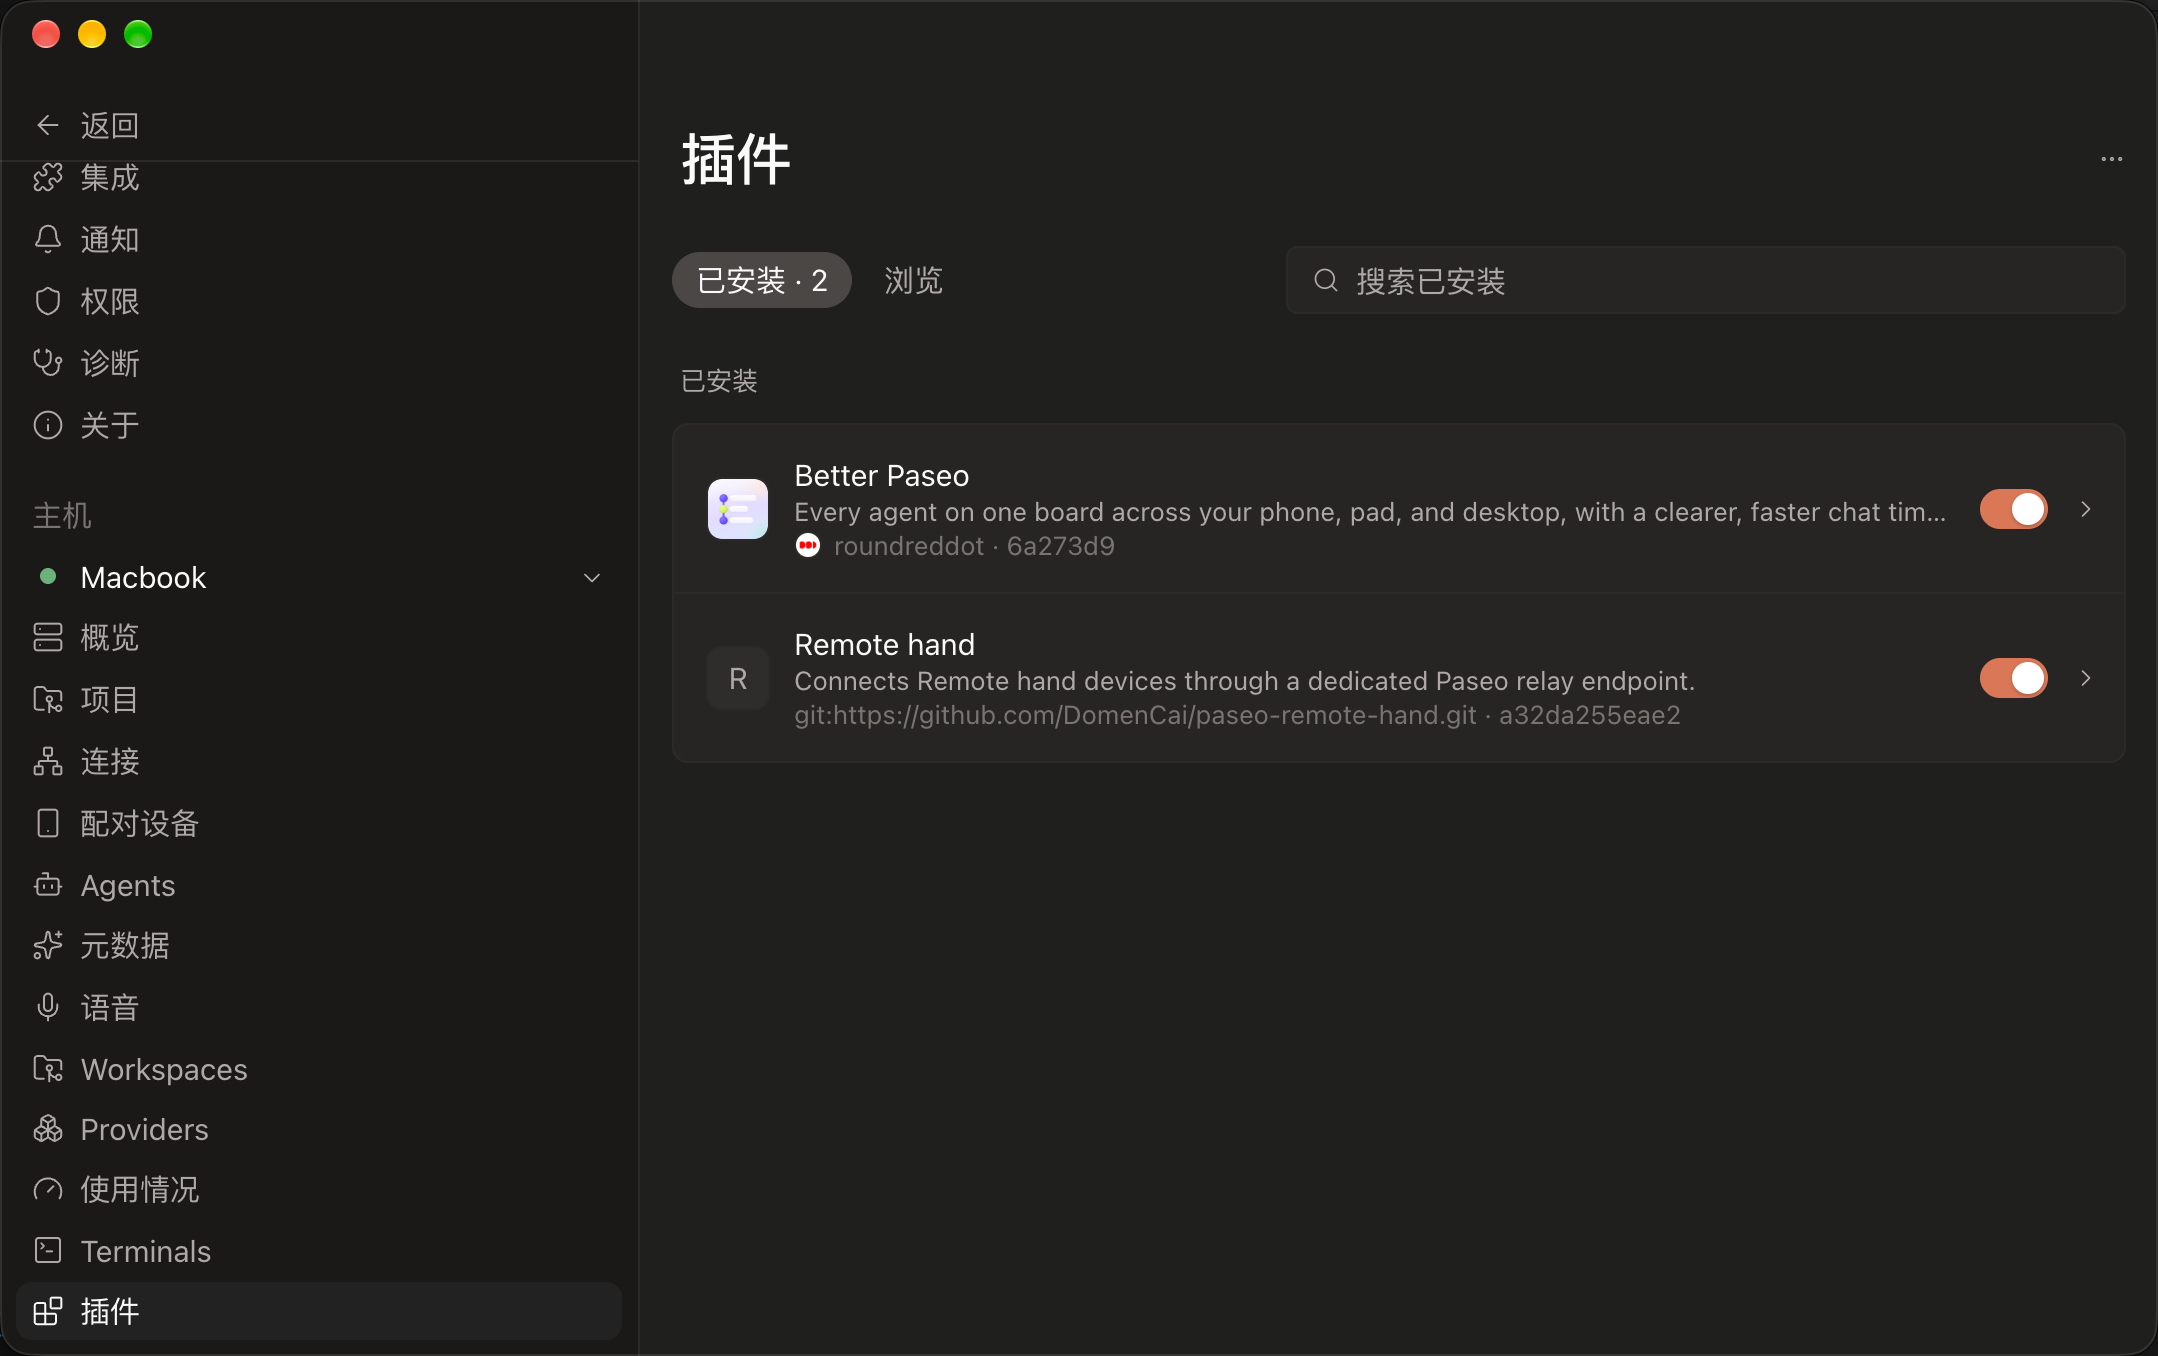 返回
集成
通知
权限
诊断
关于
主机
Macbook
概览
项目
连接
配对设备
Agents
元数据
语音
Workspaces
Providers
使用情况
Terminals
插件
插件
已安装 · 2
浏览
搜索已安装
已安装
Better Paseo
Every agent on one board across your phone, pad, and desktop, with a clearer, faster chat tim...
roundreddot · 6a273d9
R
Remote hand
Connects Remote hand devices through a dedicated Paseo relay endpoint.
git:https://github.com/DomenCai/paseo-remote-hand.git · a32da255eae2